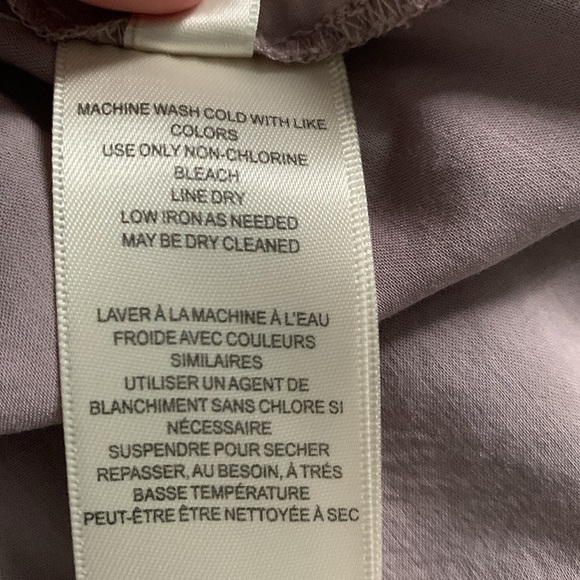 MACHINE WASH COLD WITH LIKE
COLORS
USE ONLY NON-CHLORINE
BLEACH
LINE DRY
LOW IRON AS NEEDED
MAY BE DRY CLEANED
LAVER À LA MACHINE À L'EAU
FROIDE AVEC COULEURS
SIMILAIRES
UTILISER UN AGENT DE
BLANCHIMENT SANS CHLORE SI
NÉCESSAIRE
SUSPENDRE POUR SECHER
REPASSER, AU BESOIN, À TRÉS
BASSE TEMPÉRATURE
PEUT-ÊTRE ÊTRE NETTOYÉE À SEC